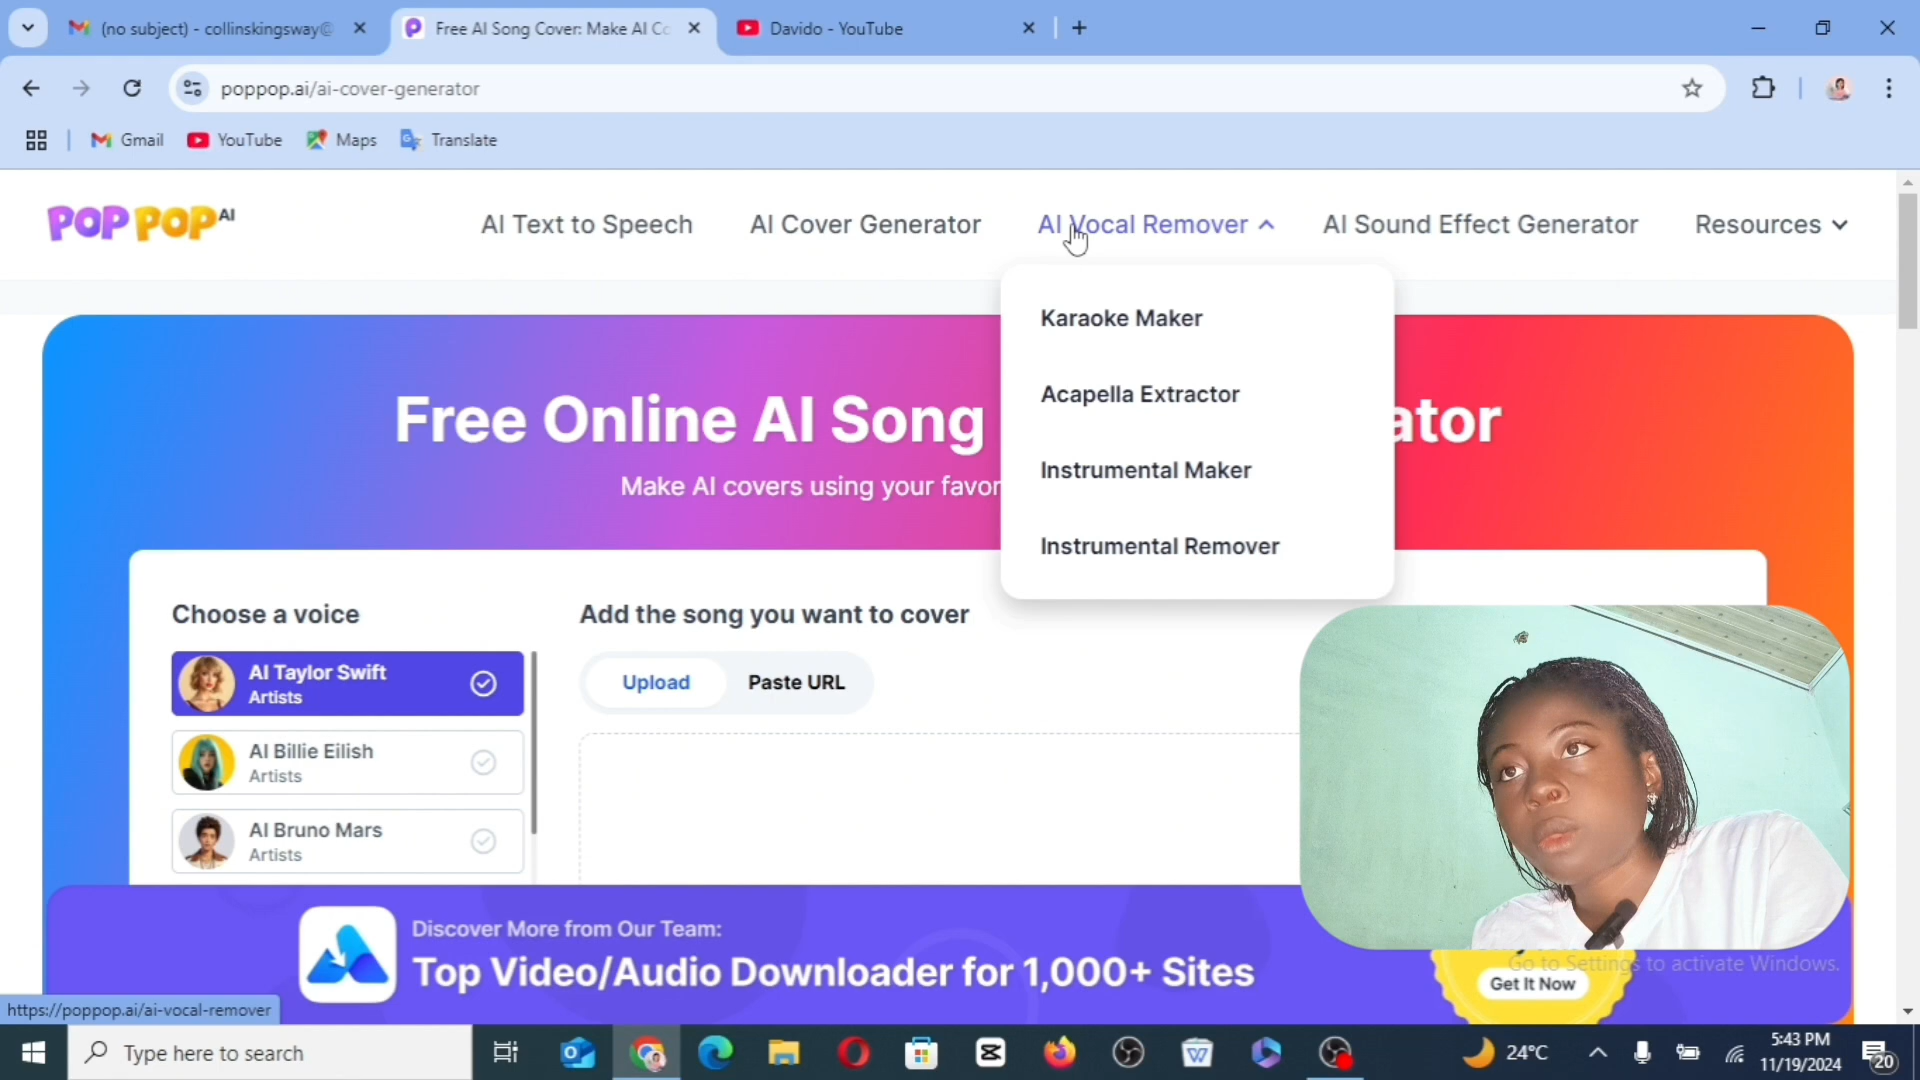 (no subject) - collinskingsway@
Free AI Song Cover: Make AI Co
Davido - YouTube
poppop.ai/ai-cover-generator
Gmail
YouTube
Maps
Translate
POP POP AI
AI Text to Speech
AI Cover Generator
AI Vocal Remover
AI Sound Effect Generator
Resources
Karaoke Maker
Acapella Extractor
Instrumental Maker
Instrumental Remover
Free Online AI Song
ator
Make AI covers using your favor
Choose a voice
Add the song you want to cover
AI Taylor Swift
Artists
Upload
Paste URL
AI Billie Eilish
Artists
AI Bruno Mars
Artists
Discover More from Our Team:
Top Video/Audio Downloader for 1,000+ Sites
Go to Settings to activate Windows.
Get It Now
https://poppop.ai/ai-vocal-remover
Type here to search
24°C
5:43 PM
11/19/2024
20